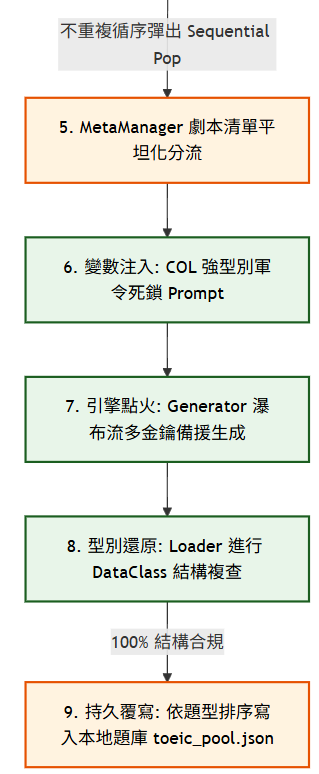 不重複循序彈出 Sequential
Pop
5. MetaManager 劇本清單平
坦化分流
6. 變數注入: COL 強型別軍
令死鎖 Prompt
7. 引擎點火: Generator 瀑
布流多金鑰備援生成
8. 型別還原: Loader 進行
DataClass 結構複查
100% 結構合規
9. 持久覆寫: 依題型排序寫
入本地題庫 toeic_pool.json